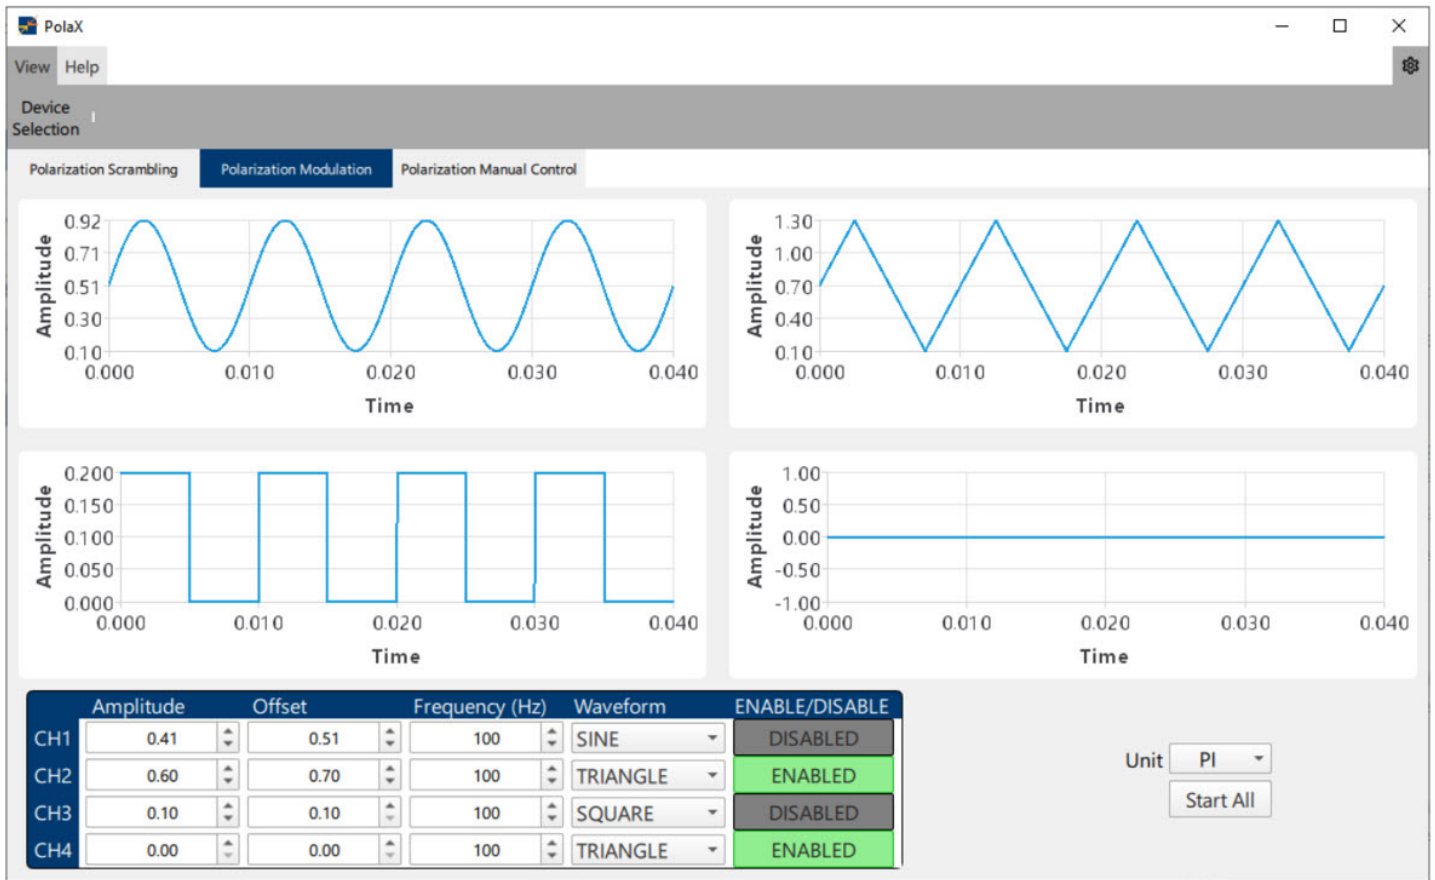 PolaX
View Help
Device
Selection
Polarization Scrambling Polarization Modulation Polarization Manual Control
0.92
0.71
0.51
0.30
0.10
Amplitude
0.000 0.010 0.020 0.030 0.040
Time
1.30
1.00
0.70
0.40
0.10
Amplitude
0.000 0.010 0.020 0.030 0.040
Time
0.200
0.150
0.100
0.050
0.000
Amplitude
0.000 0.010 0.020 0.030 0.040
Time
1.00
0.50
0.00
-0.50
-1.00
Amplitude
0.000 0.010 0.020 0.030 0.040
Time
Amplitude Offset Frequency (Hz) Waveform ENABLE/DISABLE
CH1 0.41 0.51 100 SINE DISABLED
CH2 0.60 0.70 100 TRIANGLE ENABLED
CH3 0.10 0.10 100 SQUARE DISABLED
CH4 0.00 0.00 100 TRIANGLE ENABLED
Unit PI
Start All